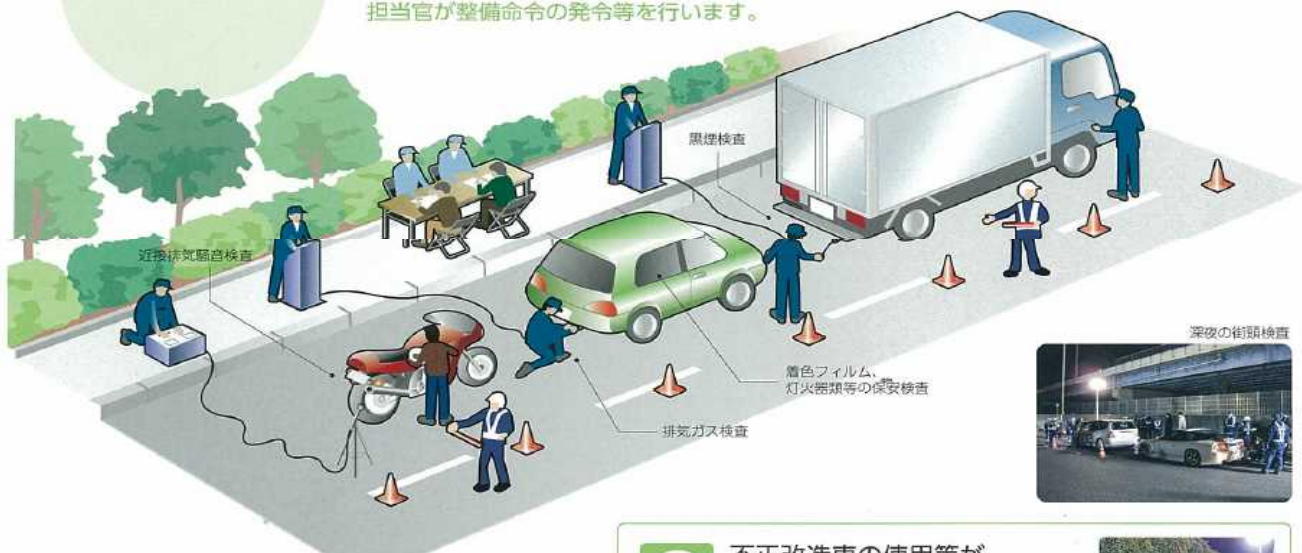 担当官が整備命令の発令等を行います。
黒煙検査
近接排気騒音検査
深夜の街頭検査
着色フィルム、
灯火器類等の保安検査
排気ガス検査
不正改造車の使用等が